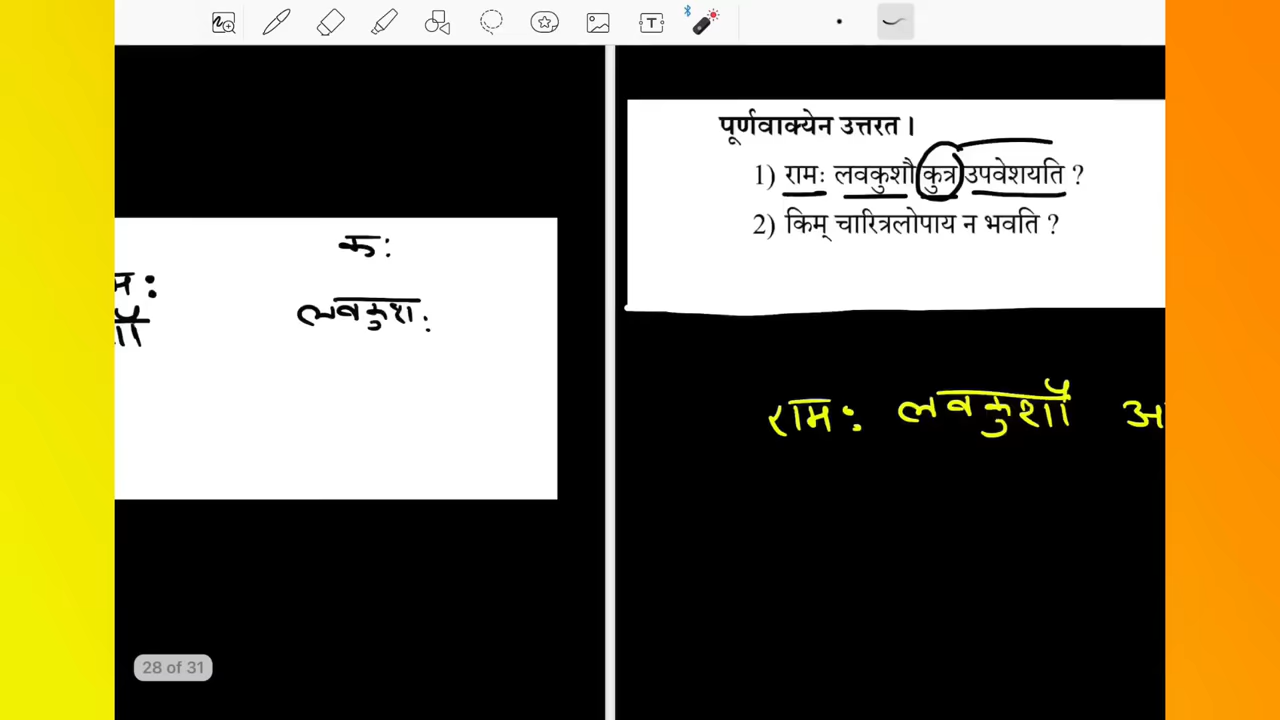 कः
मः
लवकुशः
शौ
28 of 31
पूर्णवाक्येन उत्तरत ।
1) रामः लवकुशौ कुत्र उपवेशयति ?
2) किम् चारित्रलोपाय न भवति ?
रामः लवकुशौ